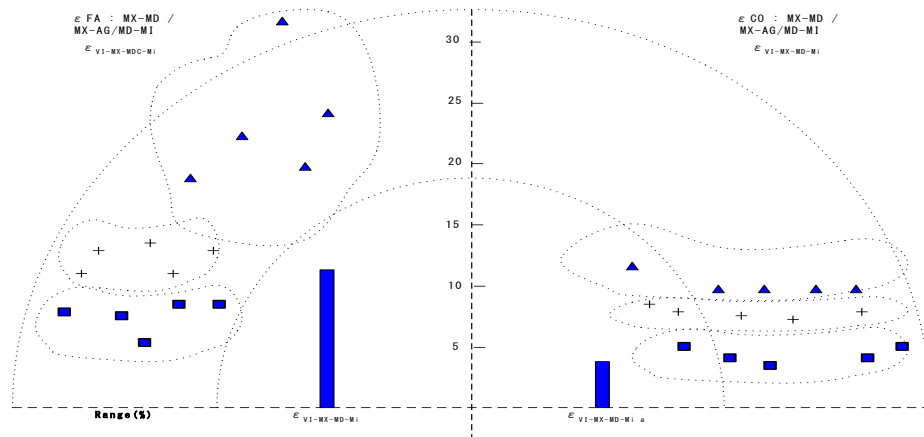 ε FA : MX-MD /
MX-AG/MD-MI
ε VI-MX-MDC-Mi
ε CO : MX-MD /
MX-AG/MD-MI
ε VI-MX-MD-Mi
30
25
20
15
10
5
Range(%)
ε VI-MX-MD-Mi
ε VI-MX-MD-Mi a